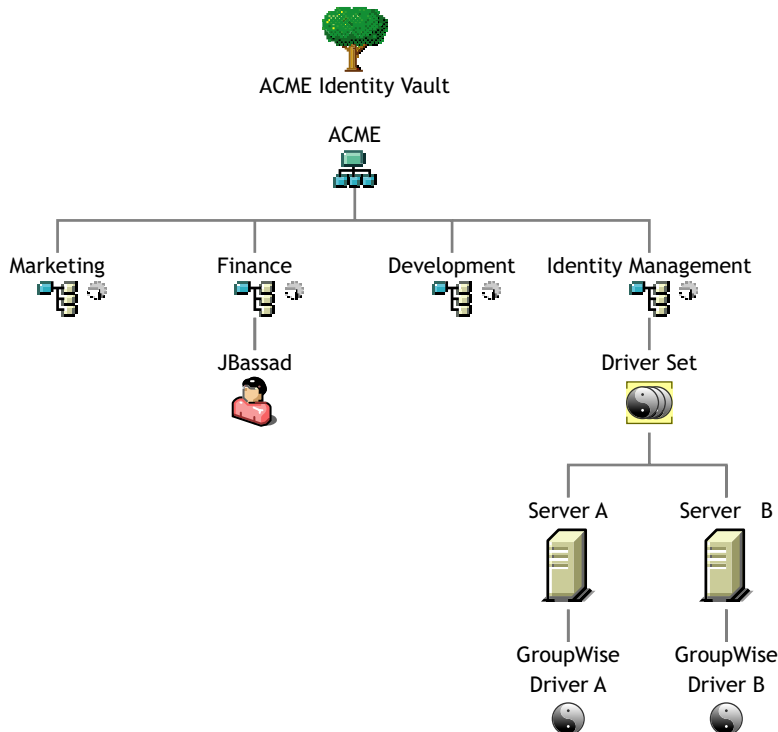 ACME Identity Vault
ACME
Marketing
Finance
Development
Identity Management
JBassad
Driver Set
Server A
Server B
GroupWise
Driver A
GroupWise
Driver B